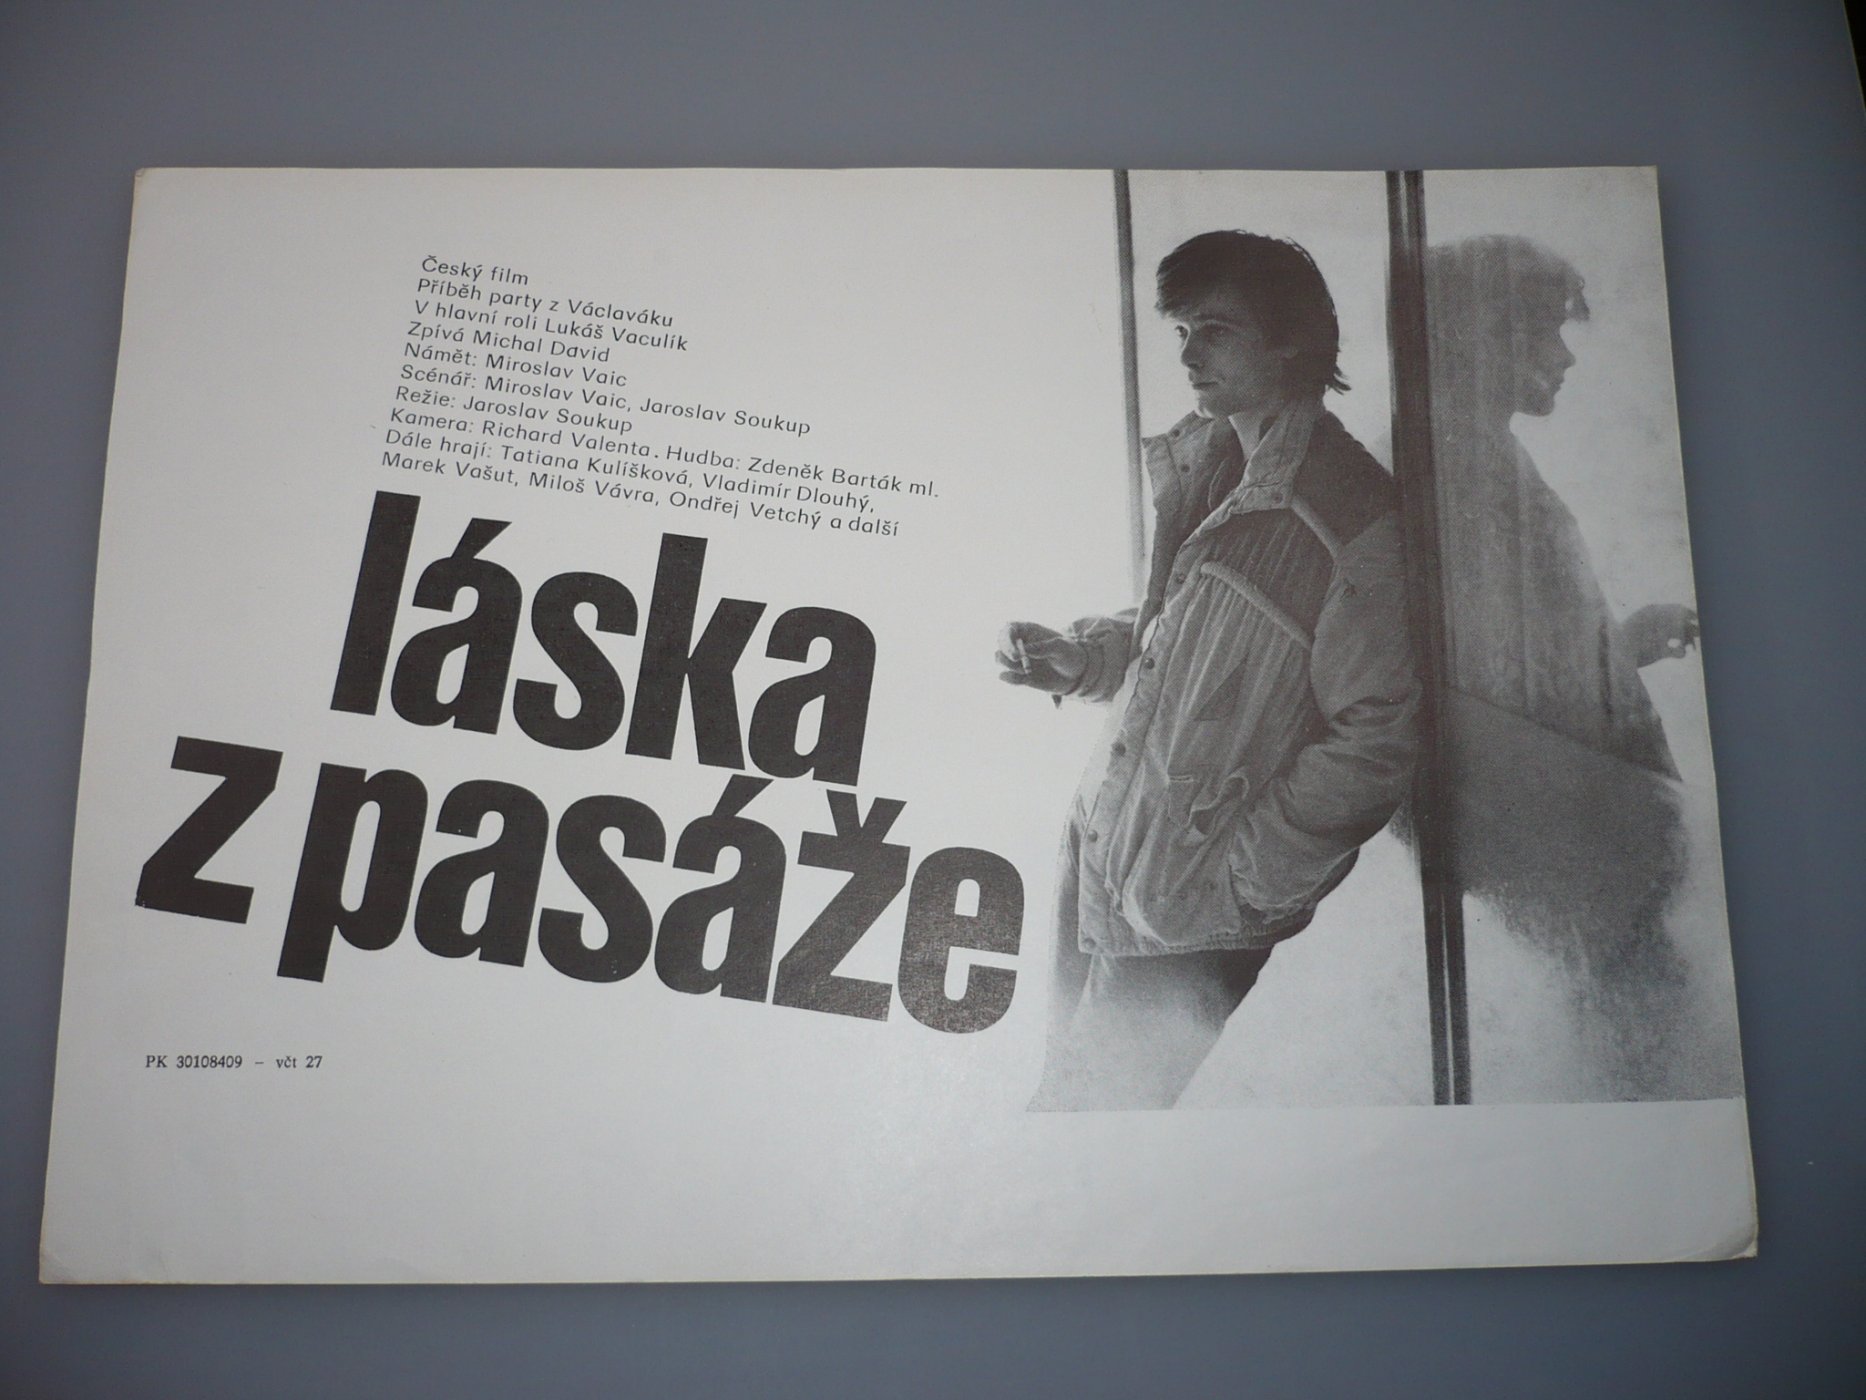 Český film
Příběh party z Václaváku
V hlavní roli Lukáš Vaculík
Zpívá Michal David
Námět: Miroslav Vaic
Scénář: Miroslav Vaic, Jaroslav Soukup
Režie: Jaroslav Soukup
Kamera: Richard Valenta. Hudba: Zdeněk Barták ml.
Dále hrají: Tatiana Kulíšková, Vladimír Dlouhý,
Marek Vašut, Miloš Vávra, Ondřej Vetchý a další
láska
z pasáže
PK 30108409 – včt 27